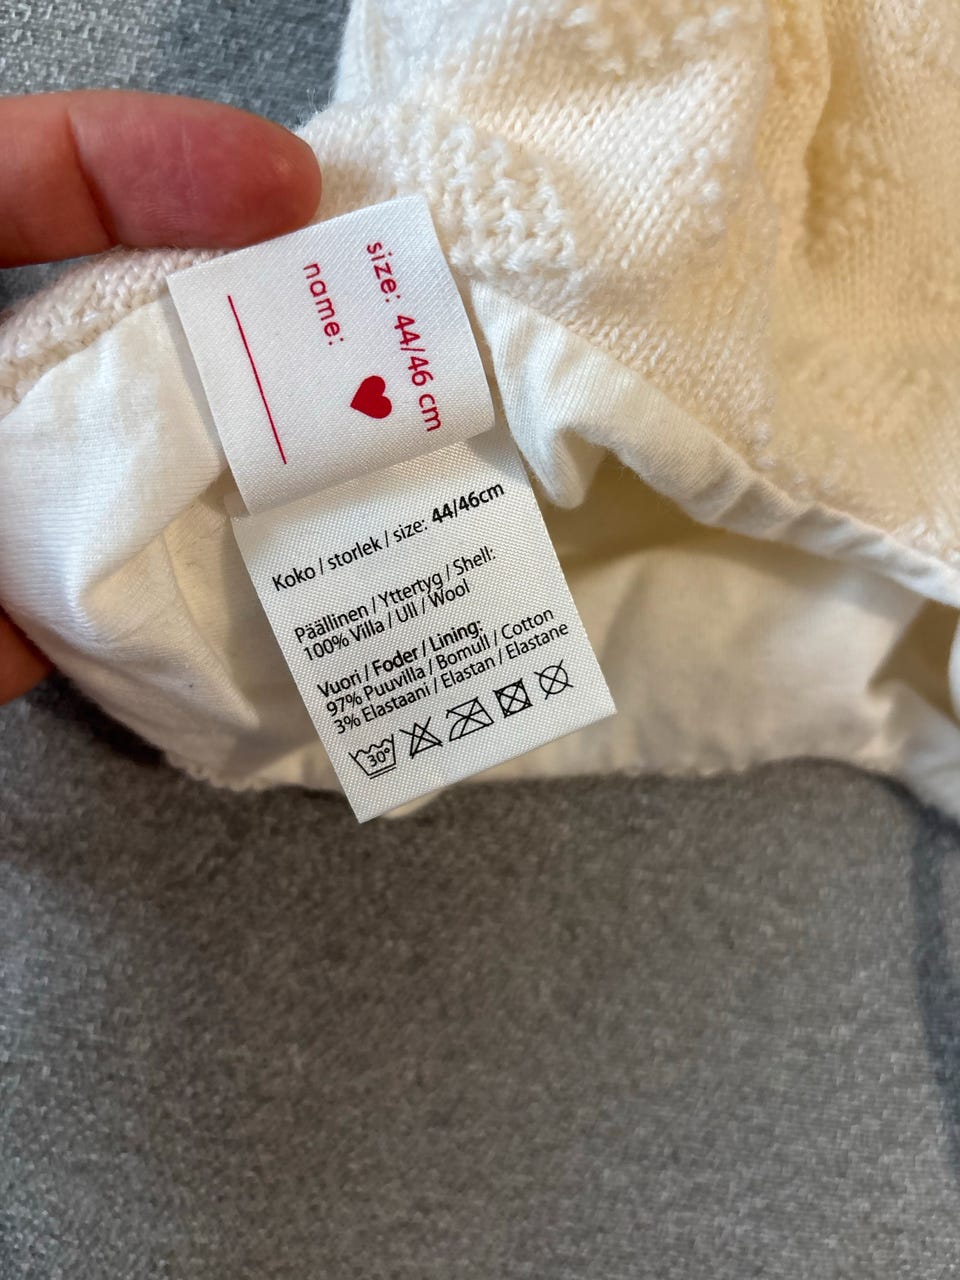 size: 44/46 cm
name:
Koko / storlek / size: 44/46cm
Päällinen / Yttertyg / Shell:
100% Villa / Ull / Wool
Vuori / Foder / Lining:
97% Puuvilla / Bomull / Cotton
3% Elastaani / Elastan / Elastane
30°